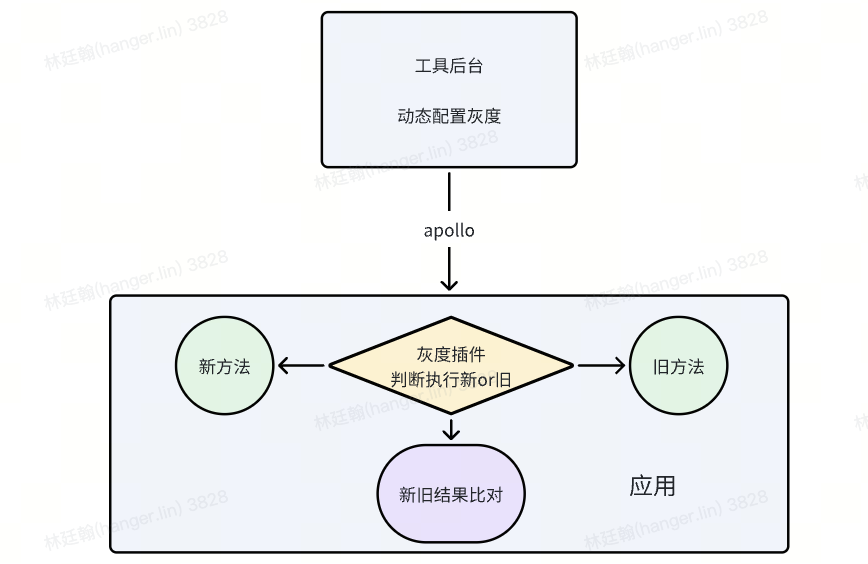 林廷翰(hanger.lin) 3828
林廷翰(hanger.lin) 3828
工具后台
动态配置灰度
林廷翰(hanger.lin) 3828
apollo
林廷翰(hanger.lin) 3828
林廷翰(hanger.lin) 3828
新方法
灰度插件
判断执行新or旧
旧方法
林廷翰(hanger.lin) 3828
新旧结果比对
应用
林廷翰(hanger.lin) 3828
林廷翰(hanger.lin) 3828